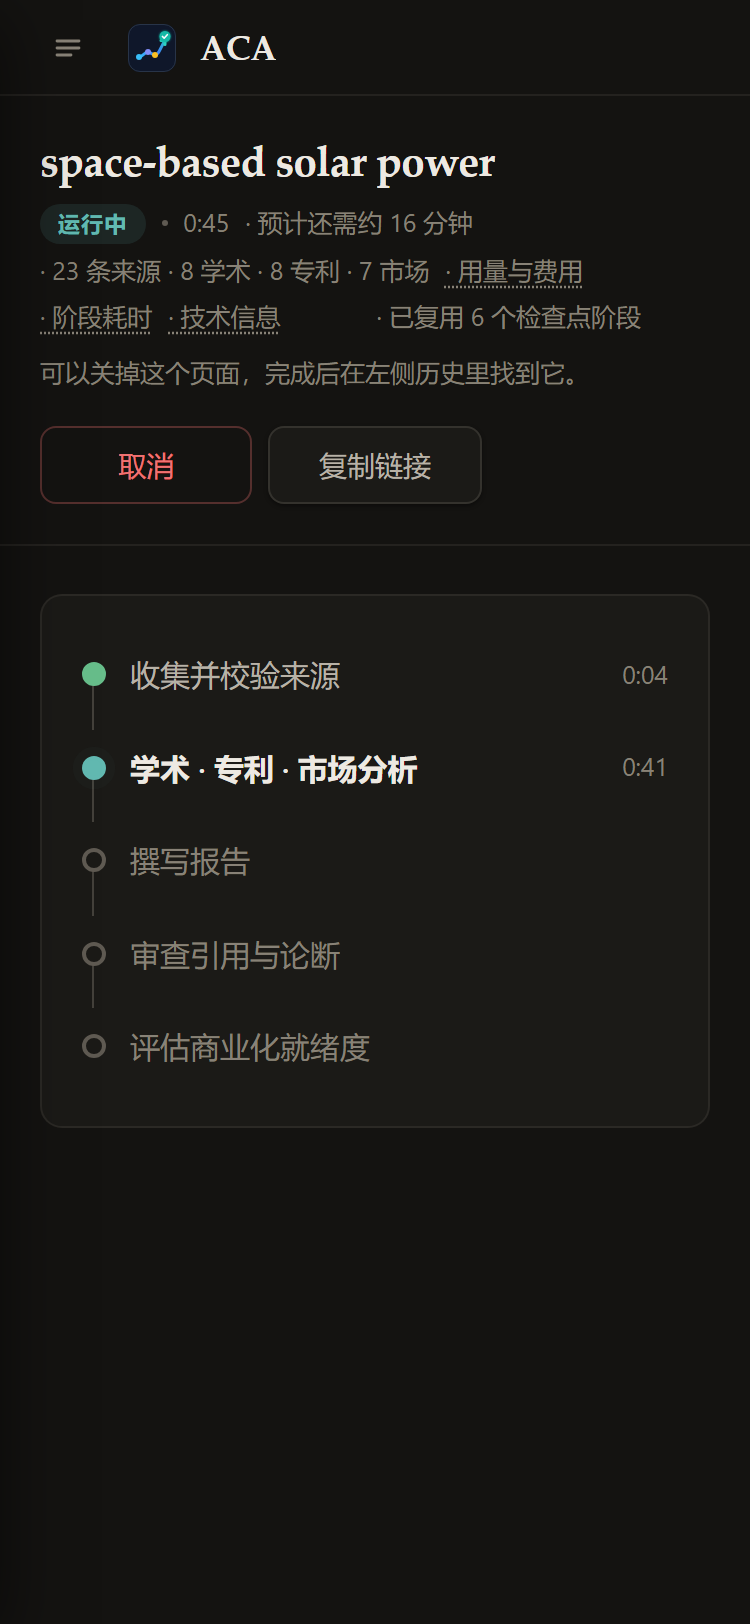 ACA
space-based solar power
运行中 • 0:45 · 预计还需约 16 分钟
· 23 条来源 · 8 学术 · 8 专利 · 7 市场 · 用量与费用
· 阶段耗时 · 技术信息 · 已复用 6 个检查点阶段
可以关掉这个页面，完成后在左侧历史里找到它。
取消 复制链接
收集并校验来源 0:04
学术 · 专利 · 市场分析 0:41
撰写报告
审查引用与论断
评估商业化就绪度